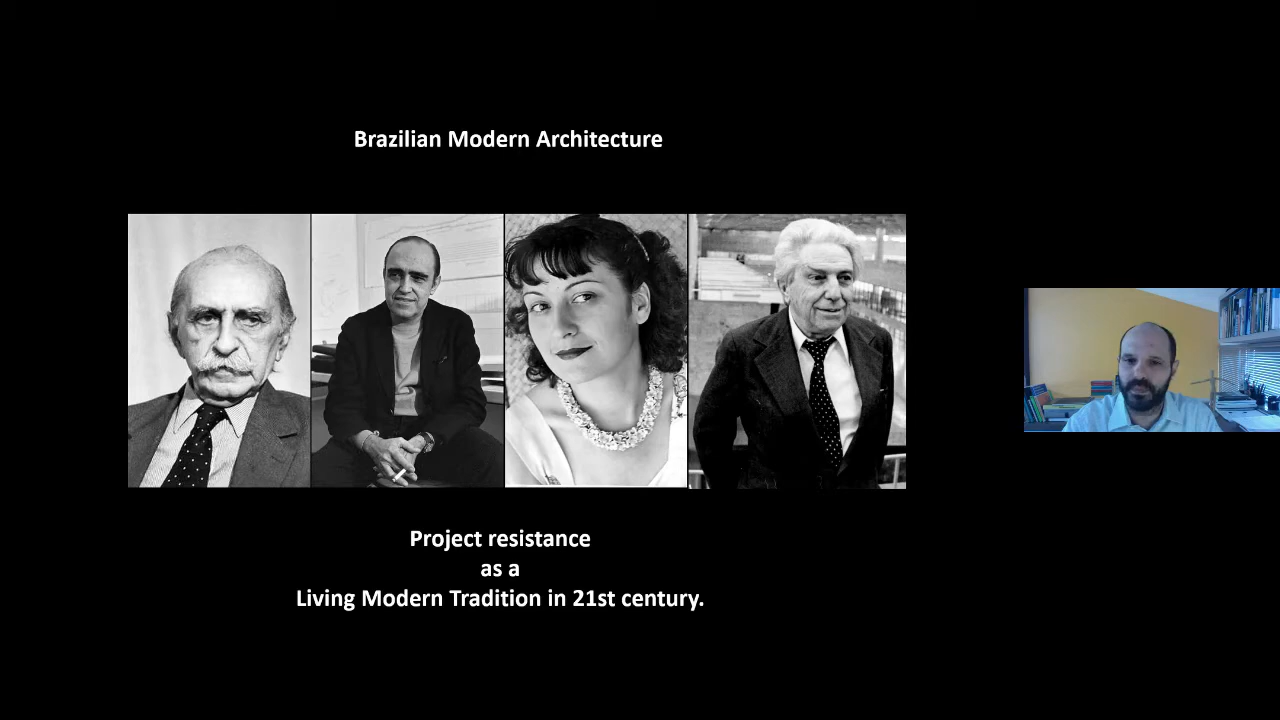 Brazilian Modern Architecture
Project resistance
as a
Living Modern Tradition in 21st century.